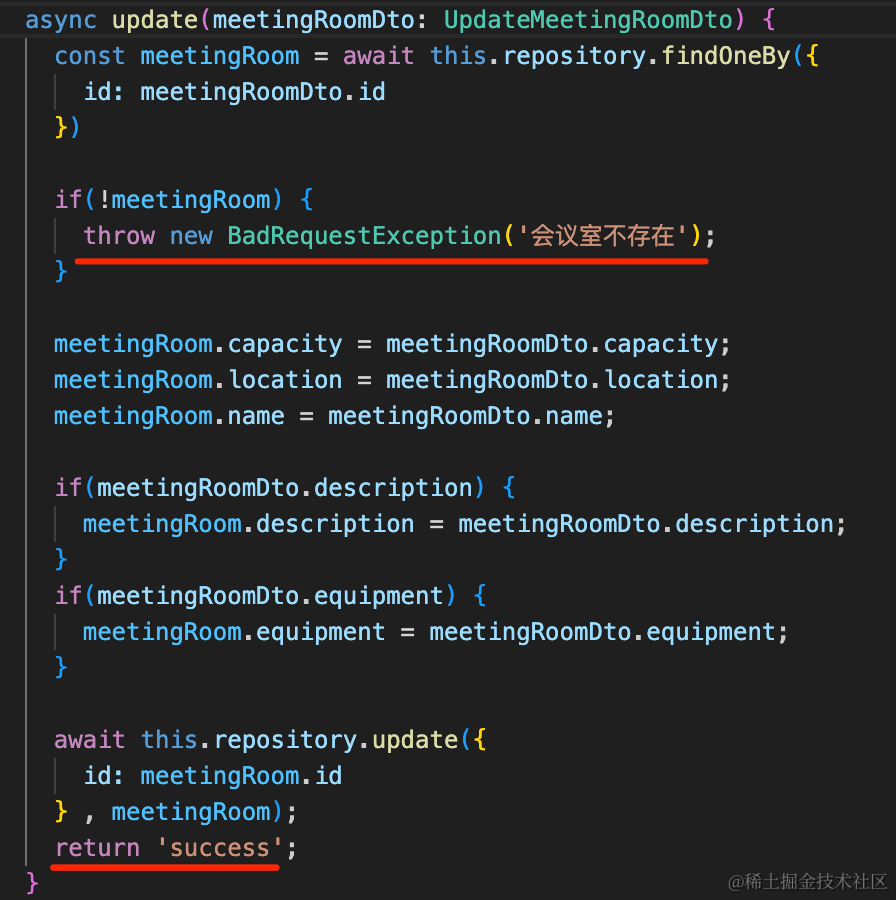 async update(meetingRoomDto: UpdateMeetingRoomDto) {
  const meetingRoom = await this.repository.findOneBy({
    id: meetingRoomDto.id
  })
  if(!meetingRoom) {
    throw new BadRequestException('会议室不存在');
  }
  meetingRoom.capacity = meetingRoomDto.capacity;
  meetingRoom.location = meetingRoomDto.location;
  meetingRoom.name = meetingRoomDto.name;
  if(meetingRoomDto.description) {
    meetingRoom.description = meetingRoomDto.description;
  }
  if(meetingRoomDto.equipment) {
    meetingRoom.equipment = meetingRoomDto.equipment;
  }
  await this.repository.update({
    id: meetingRoom.id
  } , meetingRoom);
  return 'success';
}
@稀土掘金技术社区